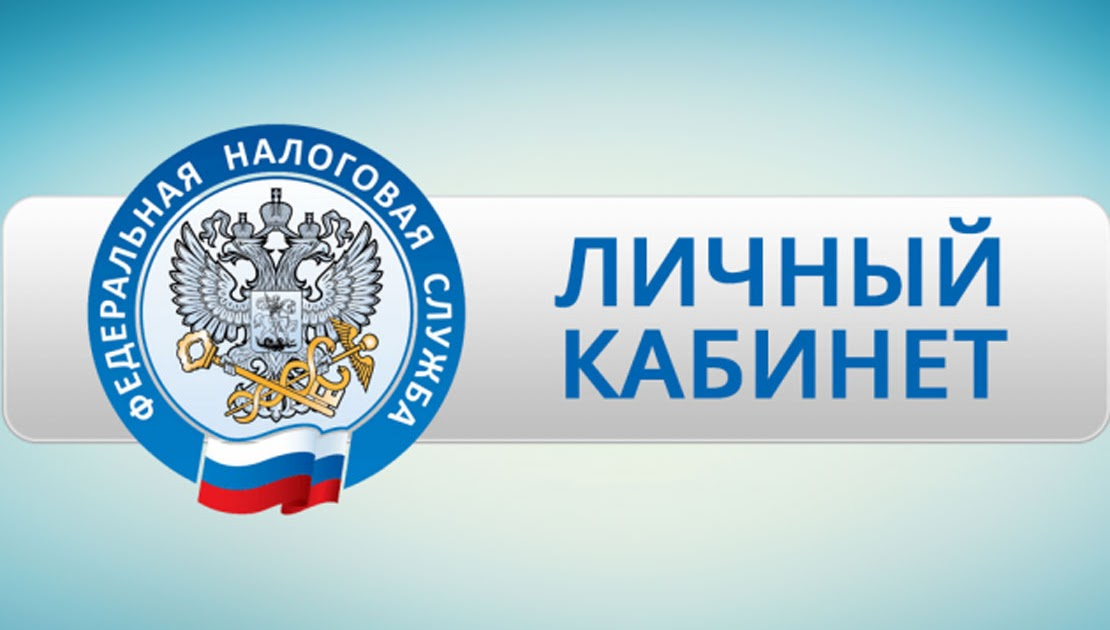 ФЕДЕРАЛЬНАЯ НАЛОГОВАЯ СЛУЖБА
ЛИЧНЫЙ
КАБИНЕТ